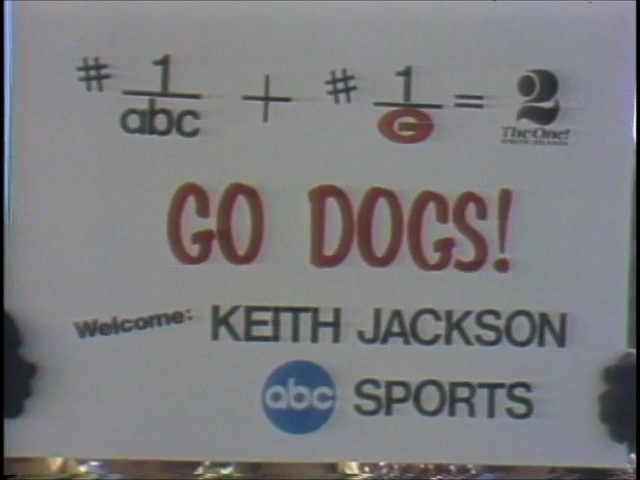 # 1 + # 1 = 2
abc G The One!
GO DOGS!
Welcome: KEITH JACKSON
abc SPORTS